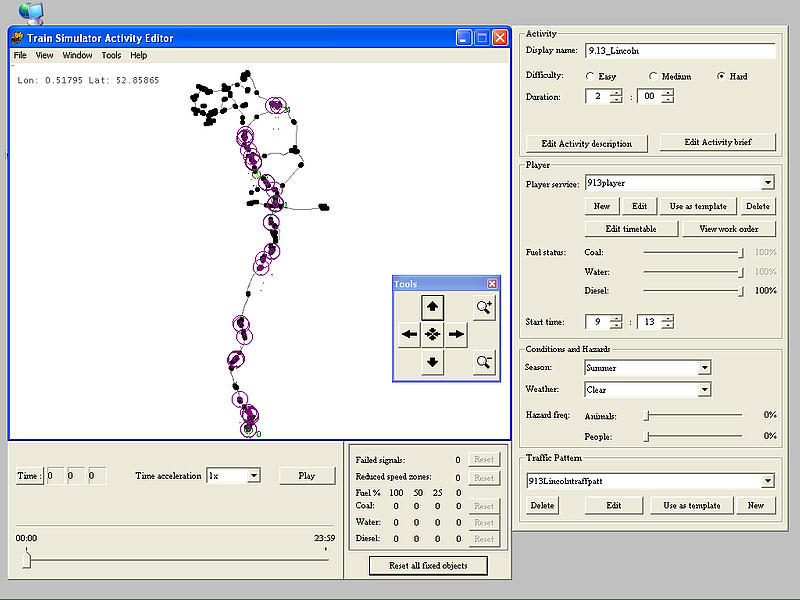 Train Simulator Activity Editor
File View Window Tools Help
Lon: 0.51795 Lat: 52.85865
0
Tools
Time : 0 0 0 Time acceleration 1x Play
00:00 23:59
Failed signals: 0 Reset
Reduced speed zones: 0 Reset
Fuel % 100 50 25 0
Coal: 0 0 0 0 Reset
Water: 0 0 0 0 Reset
Diesel: 0 0 0 0 Reset
Reset all fixed objects
Activity
Display name: 9.13_Lincoln
Difficulty: Easy Medium Hard
Duration: 2 : 00
Edit Activity description Edit Activity brief
Player
Player service: 913player
New Edit Use as template Delete
Edit timetable View work order
Fuel status: Coal: 100%
Water: 100%
Diesel: 100%
Start time: 9 : 13
Conditions and Hazards
Season: Summer
Weather: Clear
Hazard freq: Animals: 0%
People: 0%
Traffic Pattern
913Lincolntraffpatt
Delete Edit Use as template New